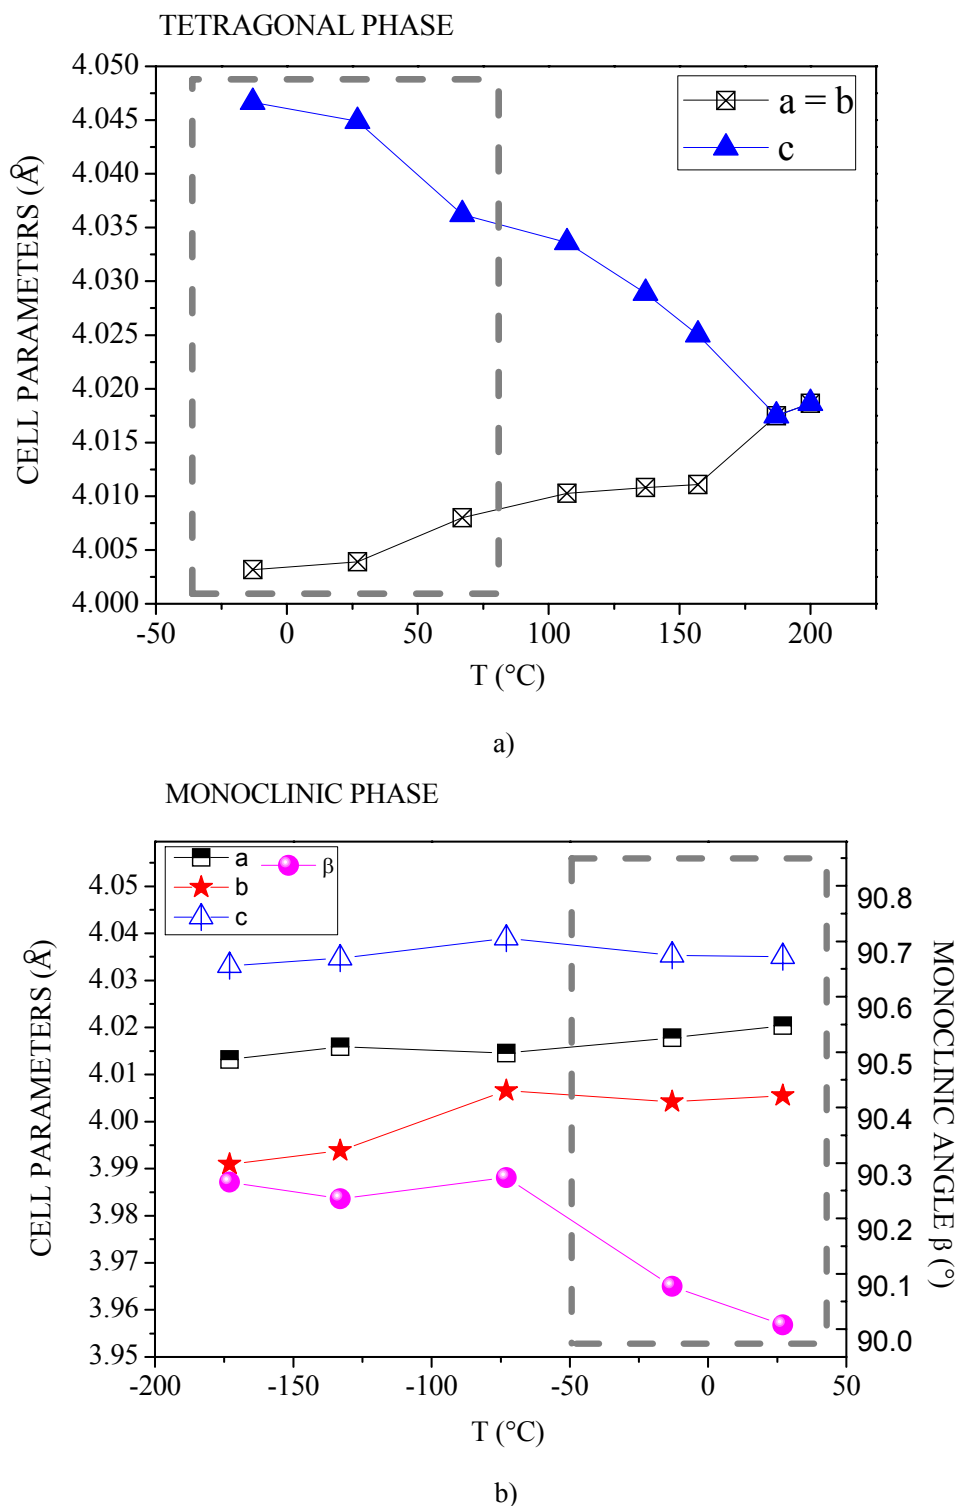 TETRAGONAL PHASE
4.050
4.045
4.040
4.035
4.030
4.025
4.020
4.015
4.010
4.005
4.000
CELL PARAMETERS (Å)
a = b
c
-50 0 50 100 150 200
T (°C)
a)
MONOCLINIC PHASE
a
b
c
β
4.05
4.04
4.03
4.02
4.01
4.00
3.99
3.98
3.97
3.96
3.95
CELL PARAMETERS (Å)
90.8
90.7
90.6
90.5
90.4
90.3
90.2
90.1
90.0
MONOCLINIC ANGLE β (°)
-200 -150 -100 -50 0 50
T (°C)
b)